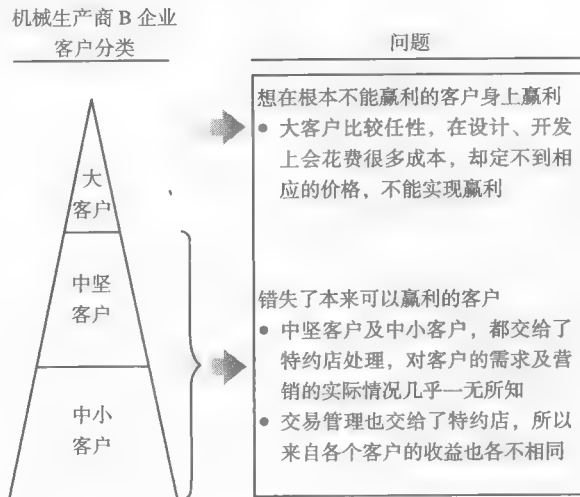 机械生产商 B 企业
客户分类
问题
大
客户
中坚
客户
中小
客户
想在根本不能赢利的客户身上赢利
● 大客户比较任性，在设计、开发
上会花费很多成本，却定不到相
应的价格，不能实现赢利
错失了本来可以赢利的客户
● 中坚客户及中小客户，都交给了
特约店处理，对客户的需求及营
销的实际情况几乎一无所知
● 交易管理也交给了特约店，所以
来自各个客户的收益也各不相同